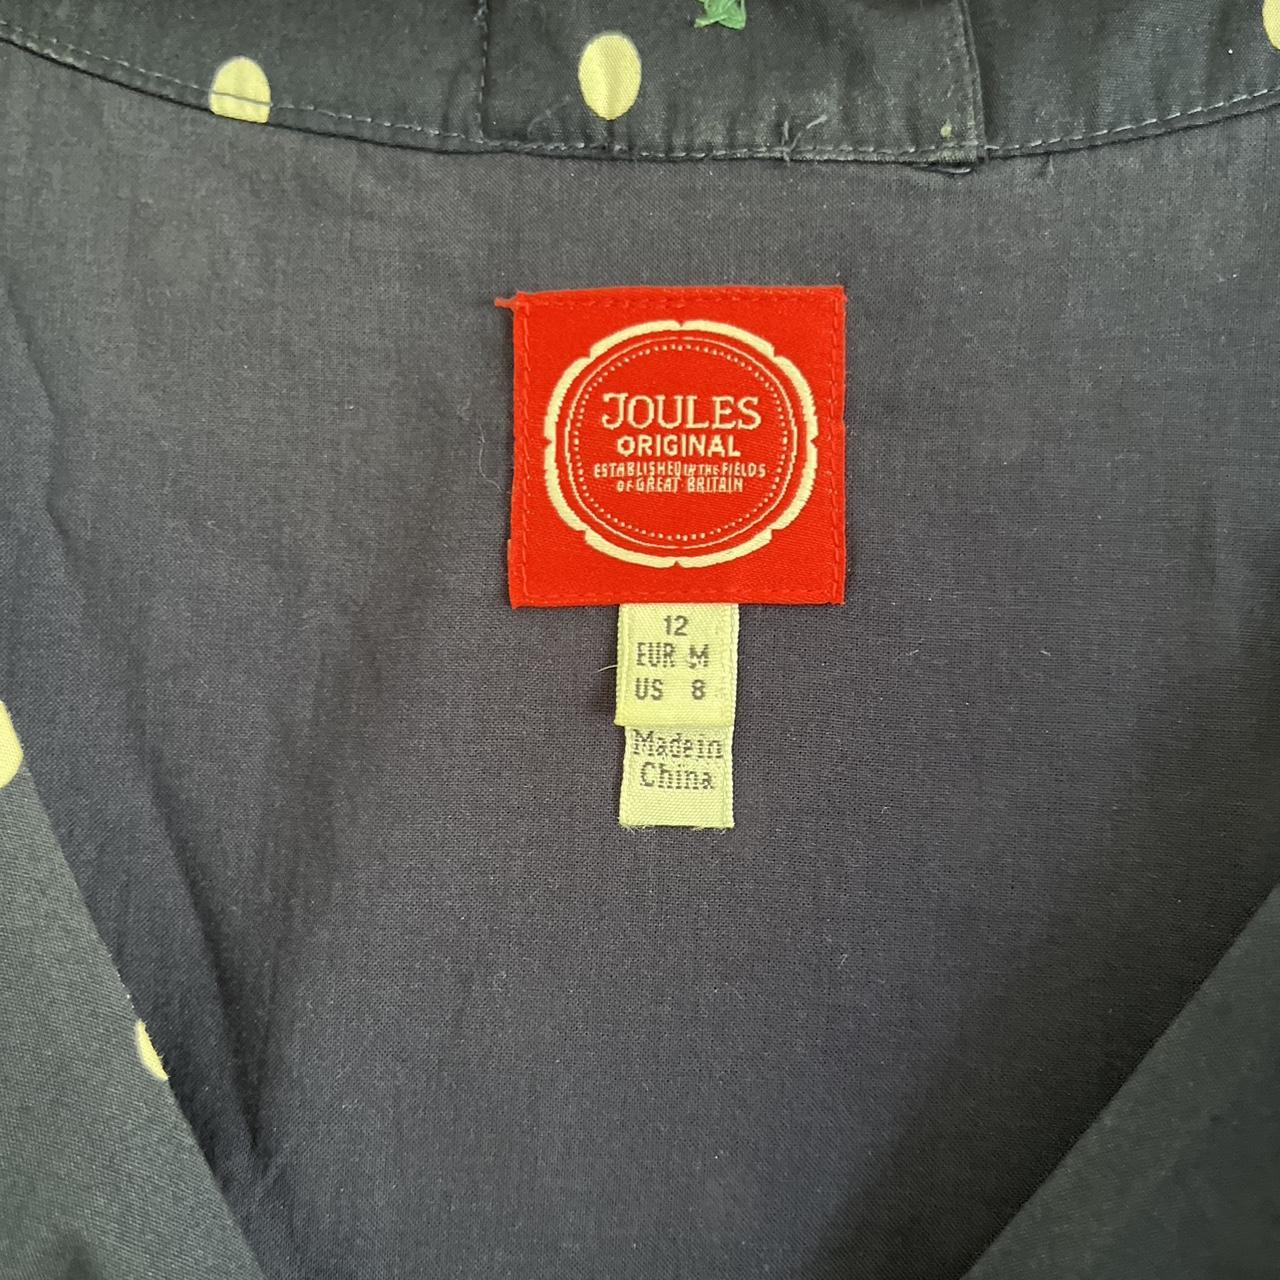 JOULES
ORIGINAL
ESTABLISHED IN THE FIELDS
OF GREAT BRITAIN
12
EUR M
US 8
Made in
China